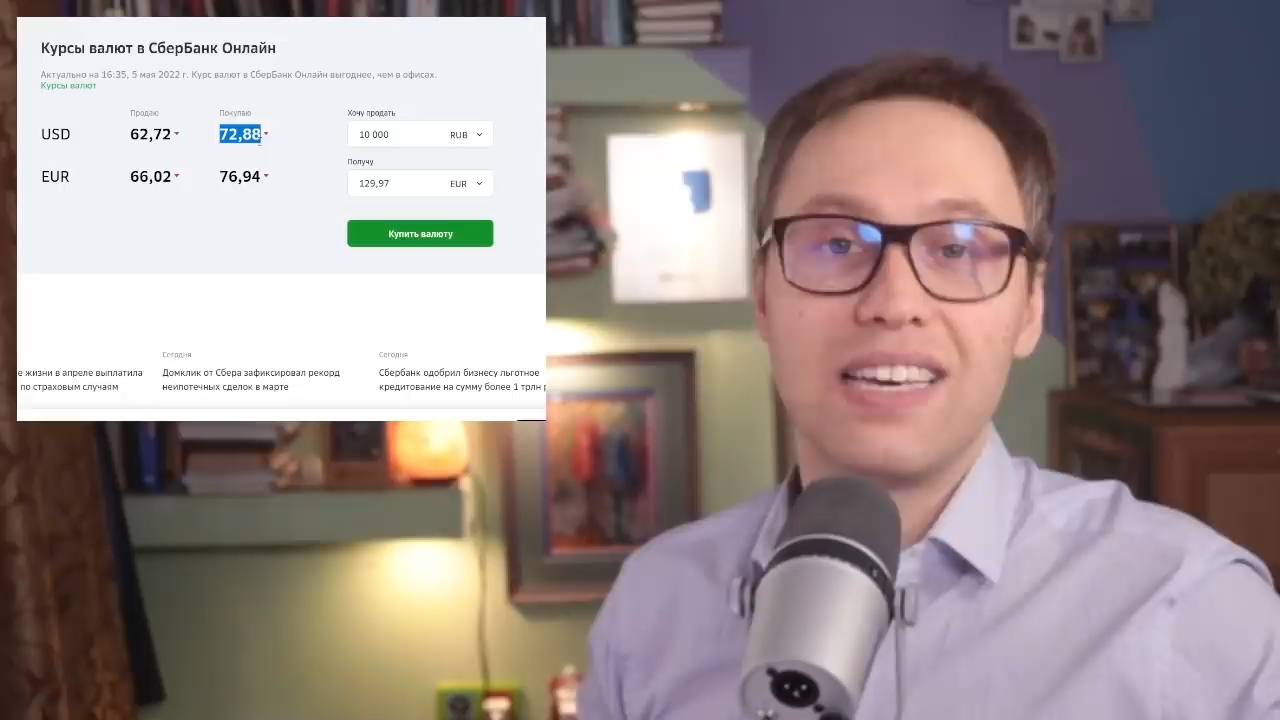 Курсы валют в СберБанк Онлайн
Актуально на 16:35, 5 мая 2022 г. Курс валют в СберБанк Онлайн выгоднее, чем в офисах.
Курсы валют
Продаю Покупаю
USD 62,72 72,88
EUR 66,02 76,94
Хочу продать
10 000 RUB
Получу
129,97 EUR
Купить валюту
е жизни в апреле выплатила
по страховым случаям
Сегодня
Домклик от Сбера зафиксировал рекорд
неипотечных сделок в марте
Сегодня
Сбербанк одобрил бизнесу льготное
кредитование на сумму более 1 трлн р